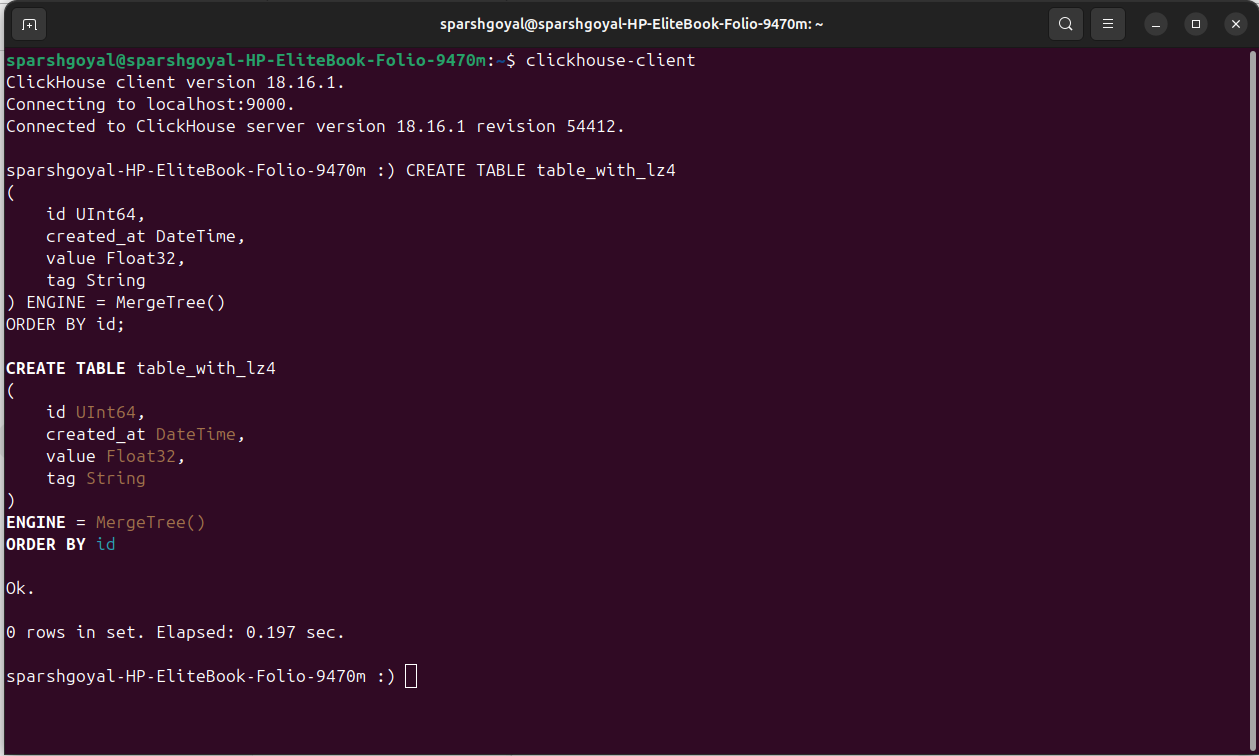 sparshgoyal@sparshgoyal-HP-EliteBook-Folio-9470m: ~
sparshgoyal@sparshgoyal-HP-EliteBook-Folio-9470m:~$ clickhouse-client
ClickHouse client version 18.16.1.
Connecting to localhost:9000.
Connected to ClickHouse server version 18.16.1 revision 54412.

sparshgoyal-HP-EliteBook-Folio-9470m :) CREATE TABLE table_with_lz4
(
    id UInt64,
    created_at DateTime,
    value Float32,
    tag String
) ENGINE = MergeTree()
ORDER BY id;

CREATE TABLE table_with_lz4
(
    id UInt64,
    created_at DateTime,
    value Float32,
    tag String
)
ENGINE = MergeTree()
ORDER BY id

Ok.

0 rows in set. Elapsed: 0.197 sec.

sparshgoyal-HP-EliteBook-Folio-9470m :)